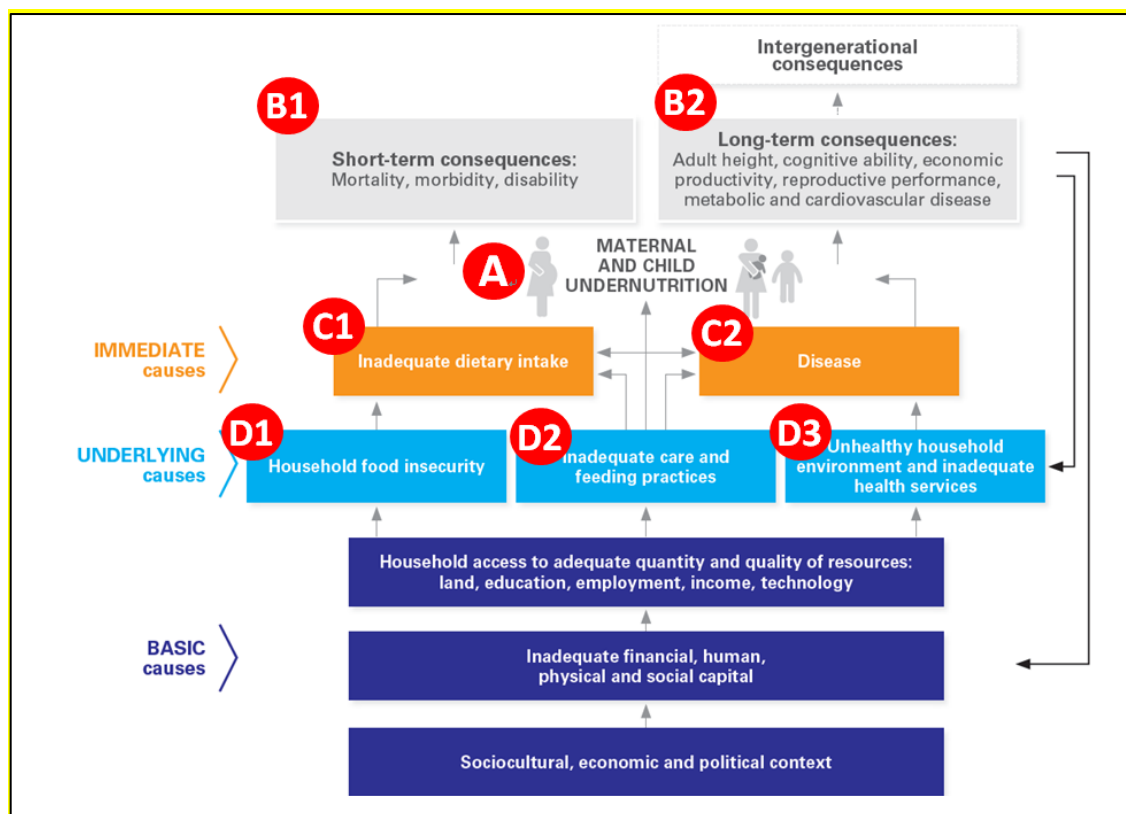 Intergenerational
consequences
B1
B2
Short-term consequences:
Mortality, morbidity, disability
Long-term consequences:
Adult height, cognitive ability, economic
productivity, reproductive performance,
metabolic and cardiovascular disease
A
MATERNAL
AND CHILD
UNDERNUTRITION
IMMEDIATE
causes
C1
Inadequate dietary intake
C2
Disease
UNDERLYING
causes
D1
Household food insecurity
D2
Inadequate care and
feeding practices
D3
Unhealthy household
environment and inadequate
health services
Household access to adequate quantity and quality of resources:
land, education, employment, income, technology
BASIC
causes
Inadequate financial, human,
physical and social capital
Sociocultural, economic and political context